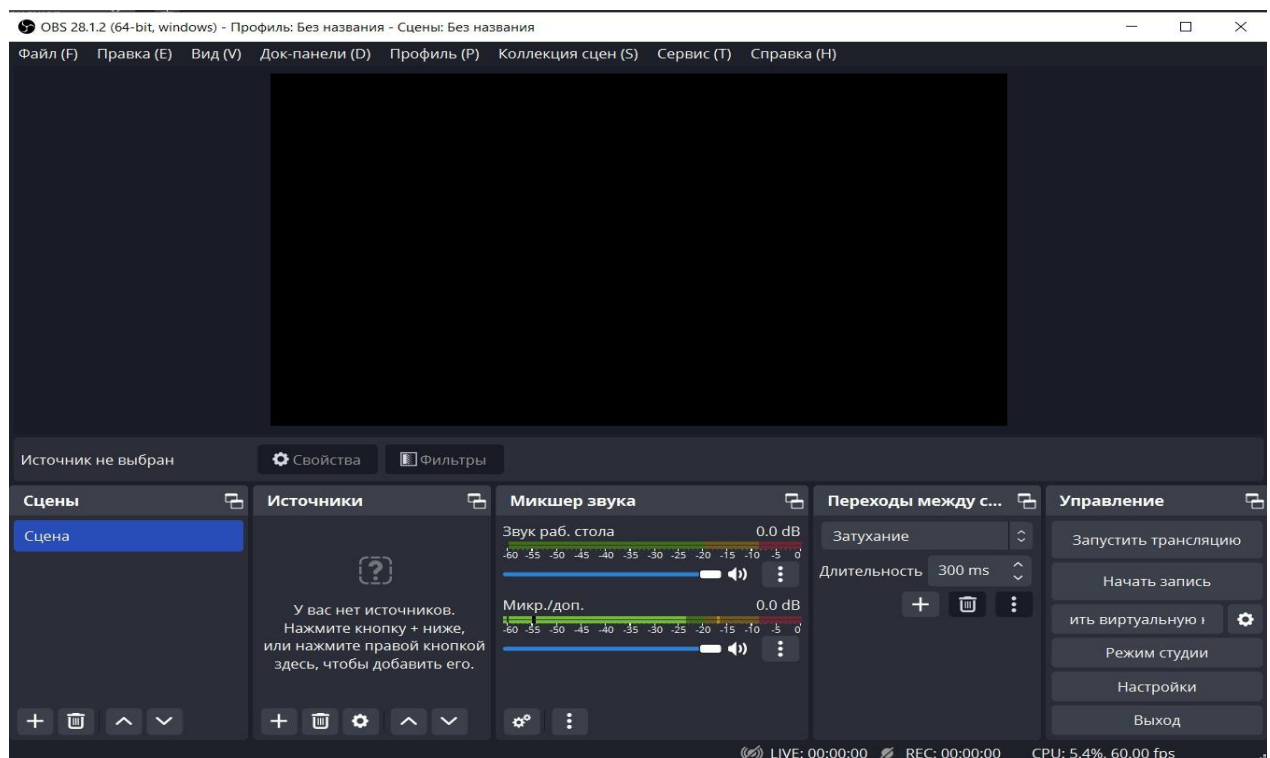 OBS 28.1.2 (64-bit, windows) - Профиль: Без названия - Сцены: Без названия
Файл (F) Правка (E) Вид (V) Док-панели (D) Профиль (P) Коллекция сцен (S) Сервис (T) Справка (H)
Источник не выбран Свойства Фильтры
Сцены
Сцена
Источники
У вас нет источников.
Нажмите кнопку + ниже,
или нажмите правой кнопкой
здесь, чтобы добавить его.
Микшер звука
Звук раб. стола 0.0 dB
-60 -55 -50 -45 -40 -35 -30 -25 -20 -15 -10 -5 0
Микр./доп. 0.0 dB
-60 -55 -50 -45 -40 -35 -30 -25 -20 -15 -10 -5 0
Переходы между с...
Затухание
Длительность 300 ms
Управление
Запустить трансляцию
Начать запись
ить виртуальную
Режим студии
Настройки
Выход
LIVE: 00:00:00 REC: 00:00:00 CPU: 5.4%, 60.00 fps